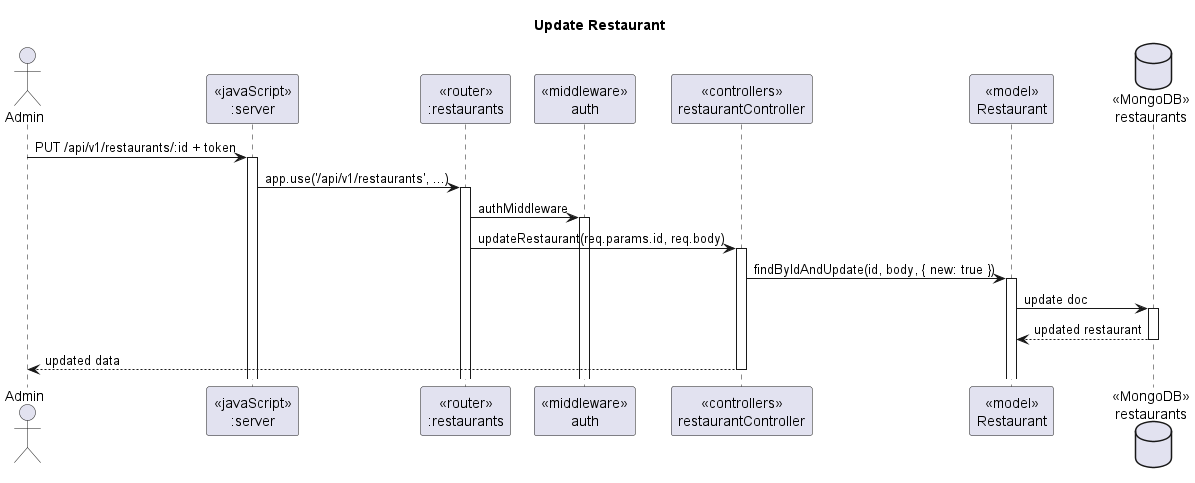 Update Restaurant
Admin
«javaScript»
:server
«router»
:restaurants
«middleware»
auth
«controllers»
restaurantController
«model»
Restaurant
«MongoDB»
restaurants
PUT /api/v1/restaurants/:id + token
app.use('/api/v1/restaurants', ...)
authMiddleware
updateRestaurant(req.params.id, req.body)
findByIdAndUpdate(id, body, { new: true })
update doc
updated restaurant
updated data
Admin
«javaScript»
:server
«router»
:restaurants
«middleware»
auth
«controllers»
restaurantController
«model»
Restaurant
«MongoDB»
restaurants